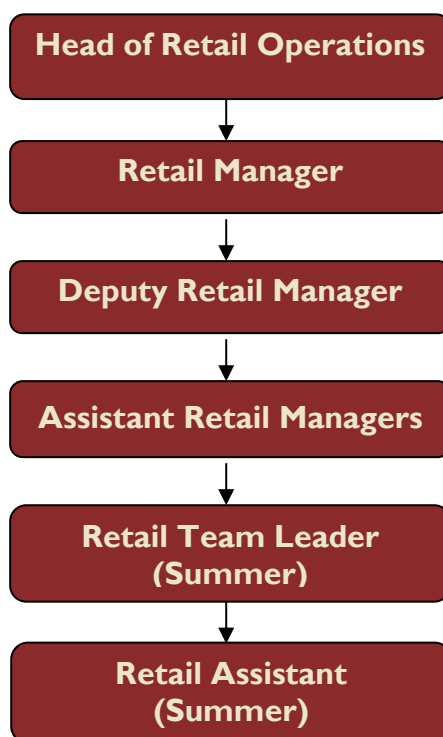 Head of Retail Operations
Retail Manager
Deputy Retail Manager
Assistant Retail Managers
Retail Team Leader
(Summer)
Retail Assistant
(Summer)